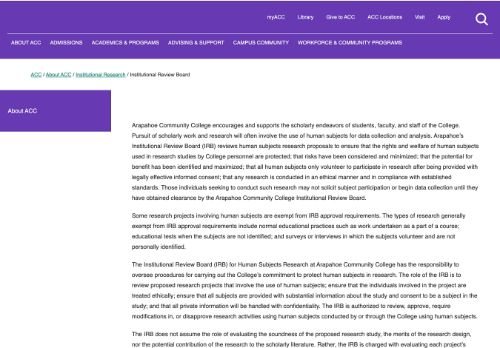 myACC Library Give to ACC ACC Locations Visit Apply
ABOUT ACC ADMISSIONS ACADEMICS & PROGRAMS ADVISING & SUPPORT CAMPUS COMMUNITY WORKFORCE & COMMUNITY PROGRAMS
ACC / About ACC / Institutional Research / Institutional Review Board
About ACC
Arapahoe Community College encourages and supports the scholarly endeavors of students, faculty, and staff of the College.
Pursuit of scholarly work and research will often involve the use of human subjects for data collection and analysis. Arapahoe's
Institutional Review Board (IRB) reviews human subjects research proposals to ensure that the rights and welfare of human subjects
used in research studies by College personnel are protected; that risks have been considered and minimized; that the potential for
benefit has been identified and maximized; that all human subjects only volunteer to participate in research after being provided with
legally effective informed consent; that any research is conducted in an ethical manner and in compliance with established
standards. Those individuals seeking to conduct such research may not solicit subject participation or begin data collection until they
have obtained clearance by the Arapahoe Community College Institutional Review Board.
Some research projects involving human subjects are exempt from IRB approval requirements. The types of research generally
exempt from IRB approval requirements include normal educational practices such as work undertaken as a part of a course;
educational tests when the subjects are not identified; and surveys or interviews in which the subjects volunteer and are not
personally identified.
The Institutional Review Board (IRB) for Human Subjects Research at Arapahoe Community College has the responsibility to
oversee procedures for carrying out the College's commitment to protect human subjects in research. The role of the IRB is to
review proposed research projects that involve the use of human subjects; ensure that the individuals involved in the project are
treated ethically; ensure that all subjects are provided with substantial information about the study and consent to be a subject in the
study; and that all private information will be handled with confidentiality. The IRB is authorized to review, approve, require
modifications in, or disapprove research activities using human subjects conducted by or through the College using human subjects.
The IRB does not assume the role of evaluating the soundness of the proposed research study, the merits of the research design,
nor the potential contribution of the research to the scholarly literature. Rather, the IRB is charged with evaluating each project's